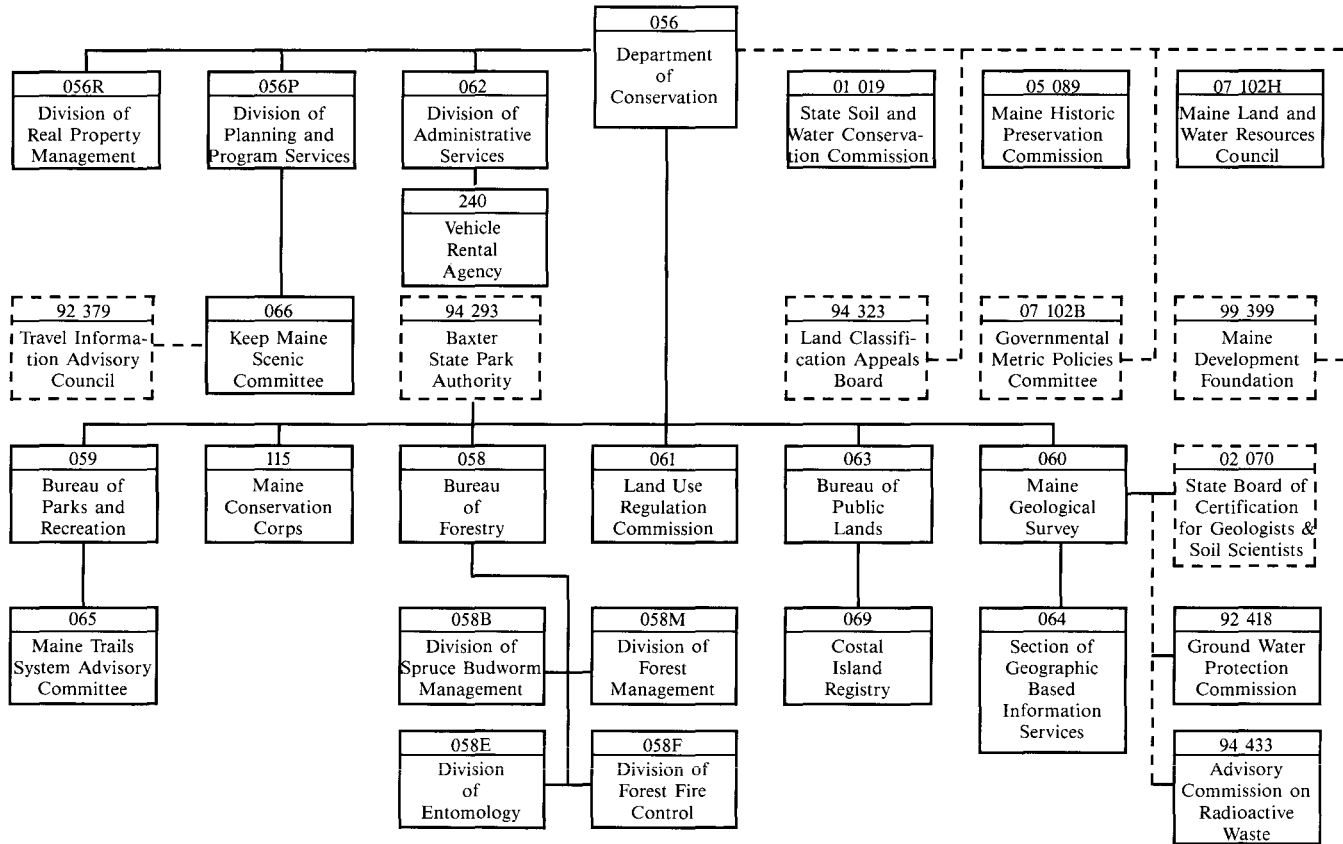 056
Department
of
Conservation
056R
Division of
Real Property
Management
056P
Division of
Planning and
Program Services
062
Division of
Administrative
Services
01 019
State Soil and
Water Conserva-
tion Commission
05 089
Maine Historic
Preservation
Commission
07 102H
Maine Land and
Water Resources
Council
240
Vehicle
Rental
Agency
92 379
Travel Informa-
tion Advisory
Council
066
Keep Maine
Scenic
Committee
94 293
Baxter
State Park
Authority
94 323
Land Classifi-
cation Appeals
Board
07 102B
Governmental
Metric Policies
Committee
99 399
Maine
Development
Foundation
059
Bureau of
Parks and
Recreation
115
Maine
Conservation
Corps
058
Bureau
of
Forestry
061
Land Use
Regulation
Commission
063
Bureau of
Public
Lands
060
Maine
Geological
Survey
02 070
State Board of
Certification
for Geologists &
Soil Scientists
065
Maine Trails
System Advisory
Committee
058B
Division of
Spruce Budworm
Management
058M
Division of
Forest
Management
069
Costal
Island
Registry
064
Section of
Geographic
Based
Information
Services
92 418
Ground Water
Protection
Commission
058E
Division
of
Entomology
058F
Division of
Forest Fire
Control
94 433
Advisory
Commission on
Radioactive
Waste